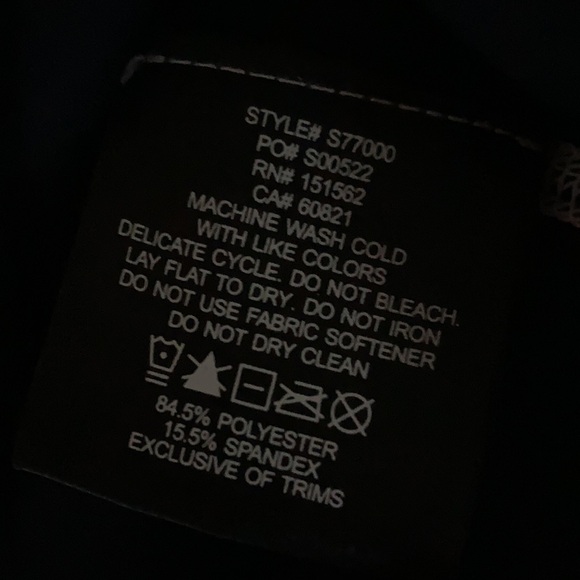 STYLE# S77000
PO# S00522
RN# 151562
CA# 60821
MACHINE WASH COLD
WITH LIKE COLORS
DELICATE CYCLE. DO NOT BLEACH.
LAY FLAT TO DRY. DO NOT IRON
DO NOT USE FABRIC SOFTENER
DO NOT DRY CLEAN
84.5% POLYESTER
15.5% SPANDEX
EXCLUSIVE OF TRIMS